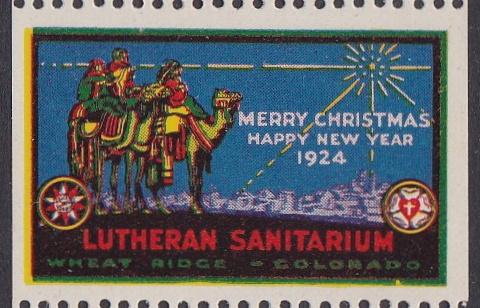 MERRY CHRISTMAS
HAPPY NEW YEAR
1924
LUTHERAN SANITARIUM
WHEAT RIDGE - COLORADO